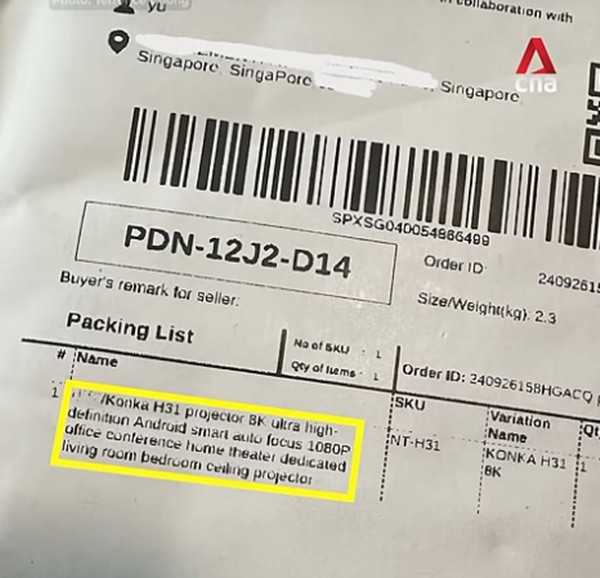 yu
collaboration with
Singapore, SingaPore
Singapore
cna
SPXSG040054866499
PDN-12J2-D14
Order ID
24092615
Buyer's remark for seller:
Size/Weight(kg): 2.3
Packing List
No of SKU : 1
Qty of Items : 1
Order ID: 240926158HGACQ
# Name
SKU
Variation Name
Qt
1 /Konka H31 projector 8K ultra high-
definition Android smart auto focus 1080P
office conference home theater dedicated
living room bedroom ceiling projector
NT-H31
KONKA H31
8K
1